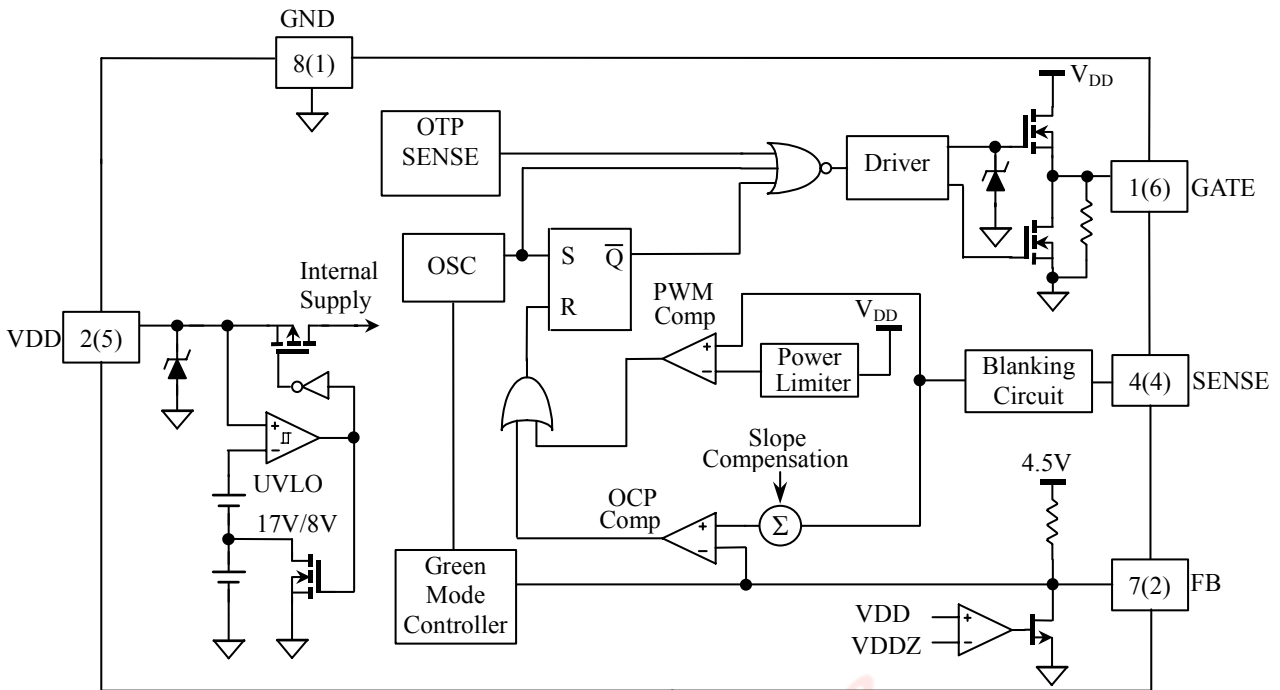 GND
8(1)
V_DD
OTP
SENSE
Driver
1(6)
GATE
OSC
S
Q̅
R
Internal
Supply
VDD
2(5)
PWM
Comp
+
−
V_DD
Power
Limiter
Blanking
Circuit
4(4)
SENSE
+
−
UVLO
17V/8V
Slope
Compensation
4.5V
OCP
Comp
+
−
Σ
Green
Mode
Controller
7(2)
FB
VDD
VDDZ
+
−